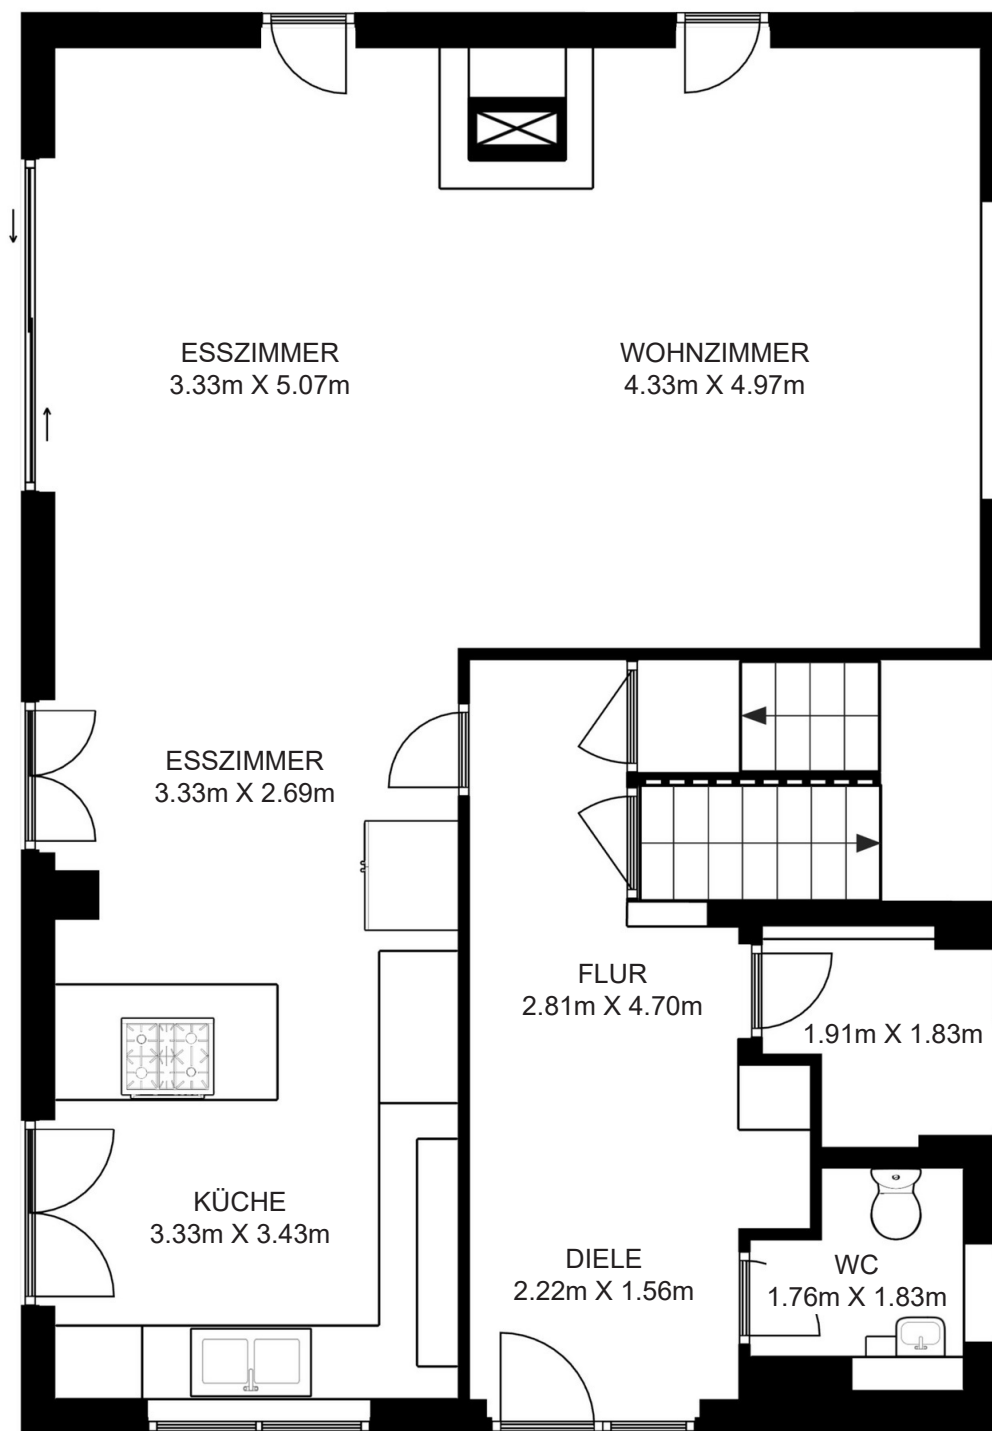 ESSZIMMER
3.33m X 5.07m
WOHNZIMMER
4.33m X 4.97m
ESSZIMMER
3.33m X 2.69m
FLUR
2.81m X 4.70m
1.91m X 1.83m
KÜCHE
3.33m X 3.43m
DIELE
2.22m X 1.56m
WC
1.76m X 1.83m